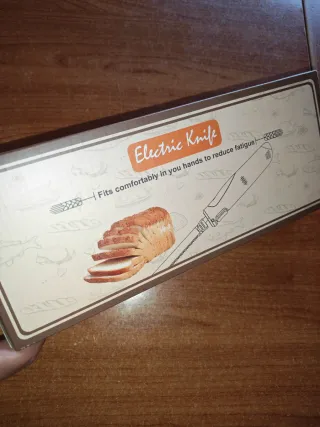 Electric Knife
Fits comfortably in you hands to reduce fatigue!